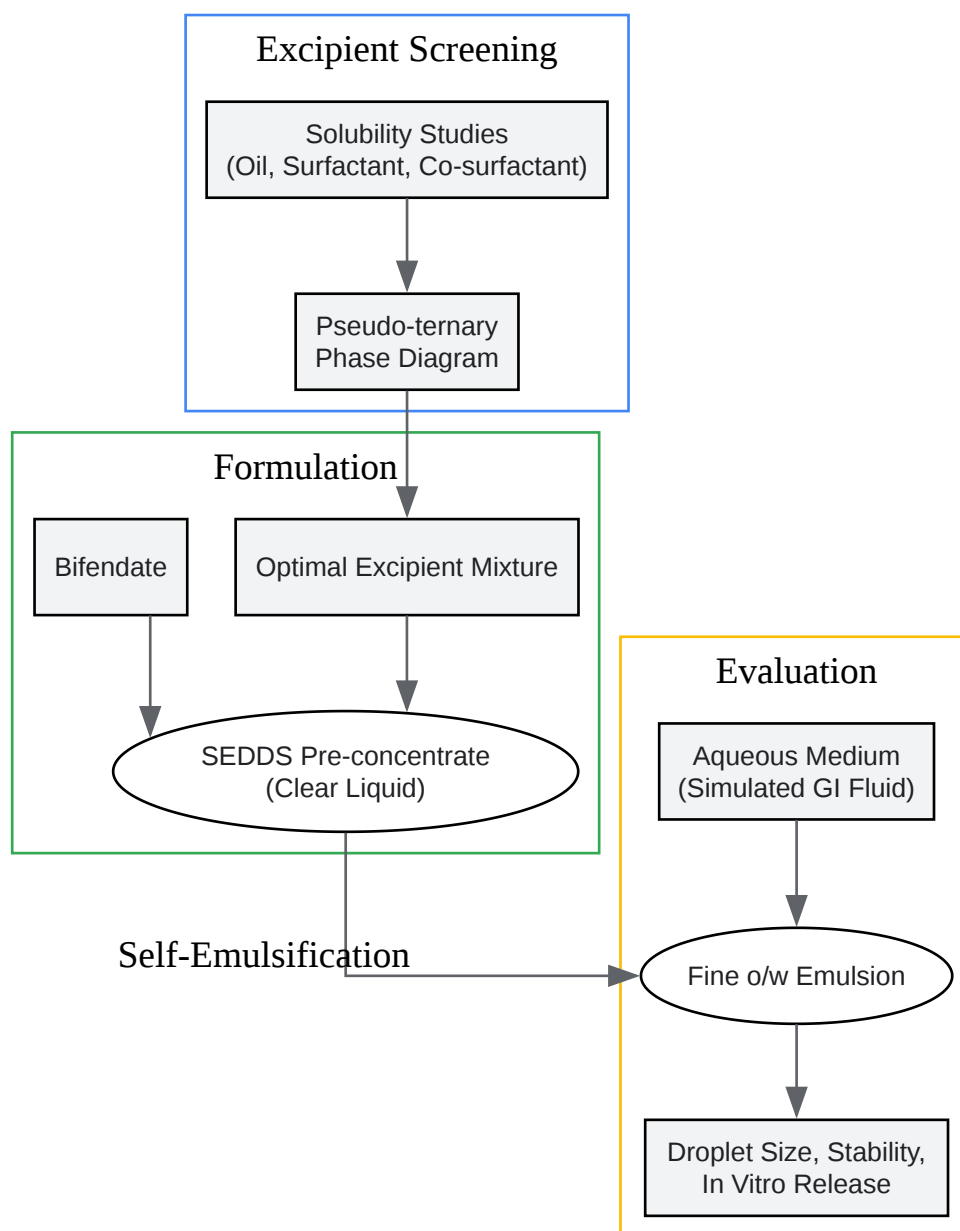 Excipient Screening
Solubility Studies
(Oil, Surfactant, Co-surfactant)
Pseudo-ternary
Phase Diagram
Formulation
Bifendate
Optimal Excipient Mixture
SEDDS Pre-concentrate
(Clear Liquid)
Self-Emulsification
Evaluation
Aqueous Medium
(Simulated GI Fluid)
Fine o/w Emulsion
Droplet Size, Stability,
In Vitro Release